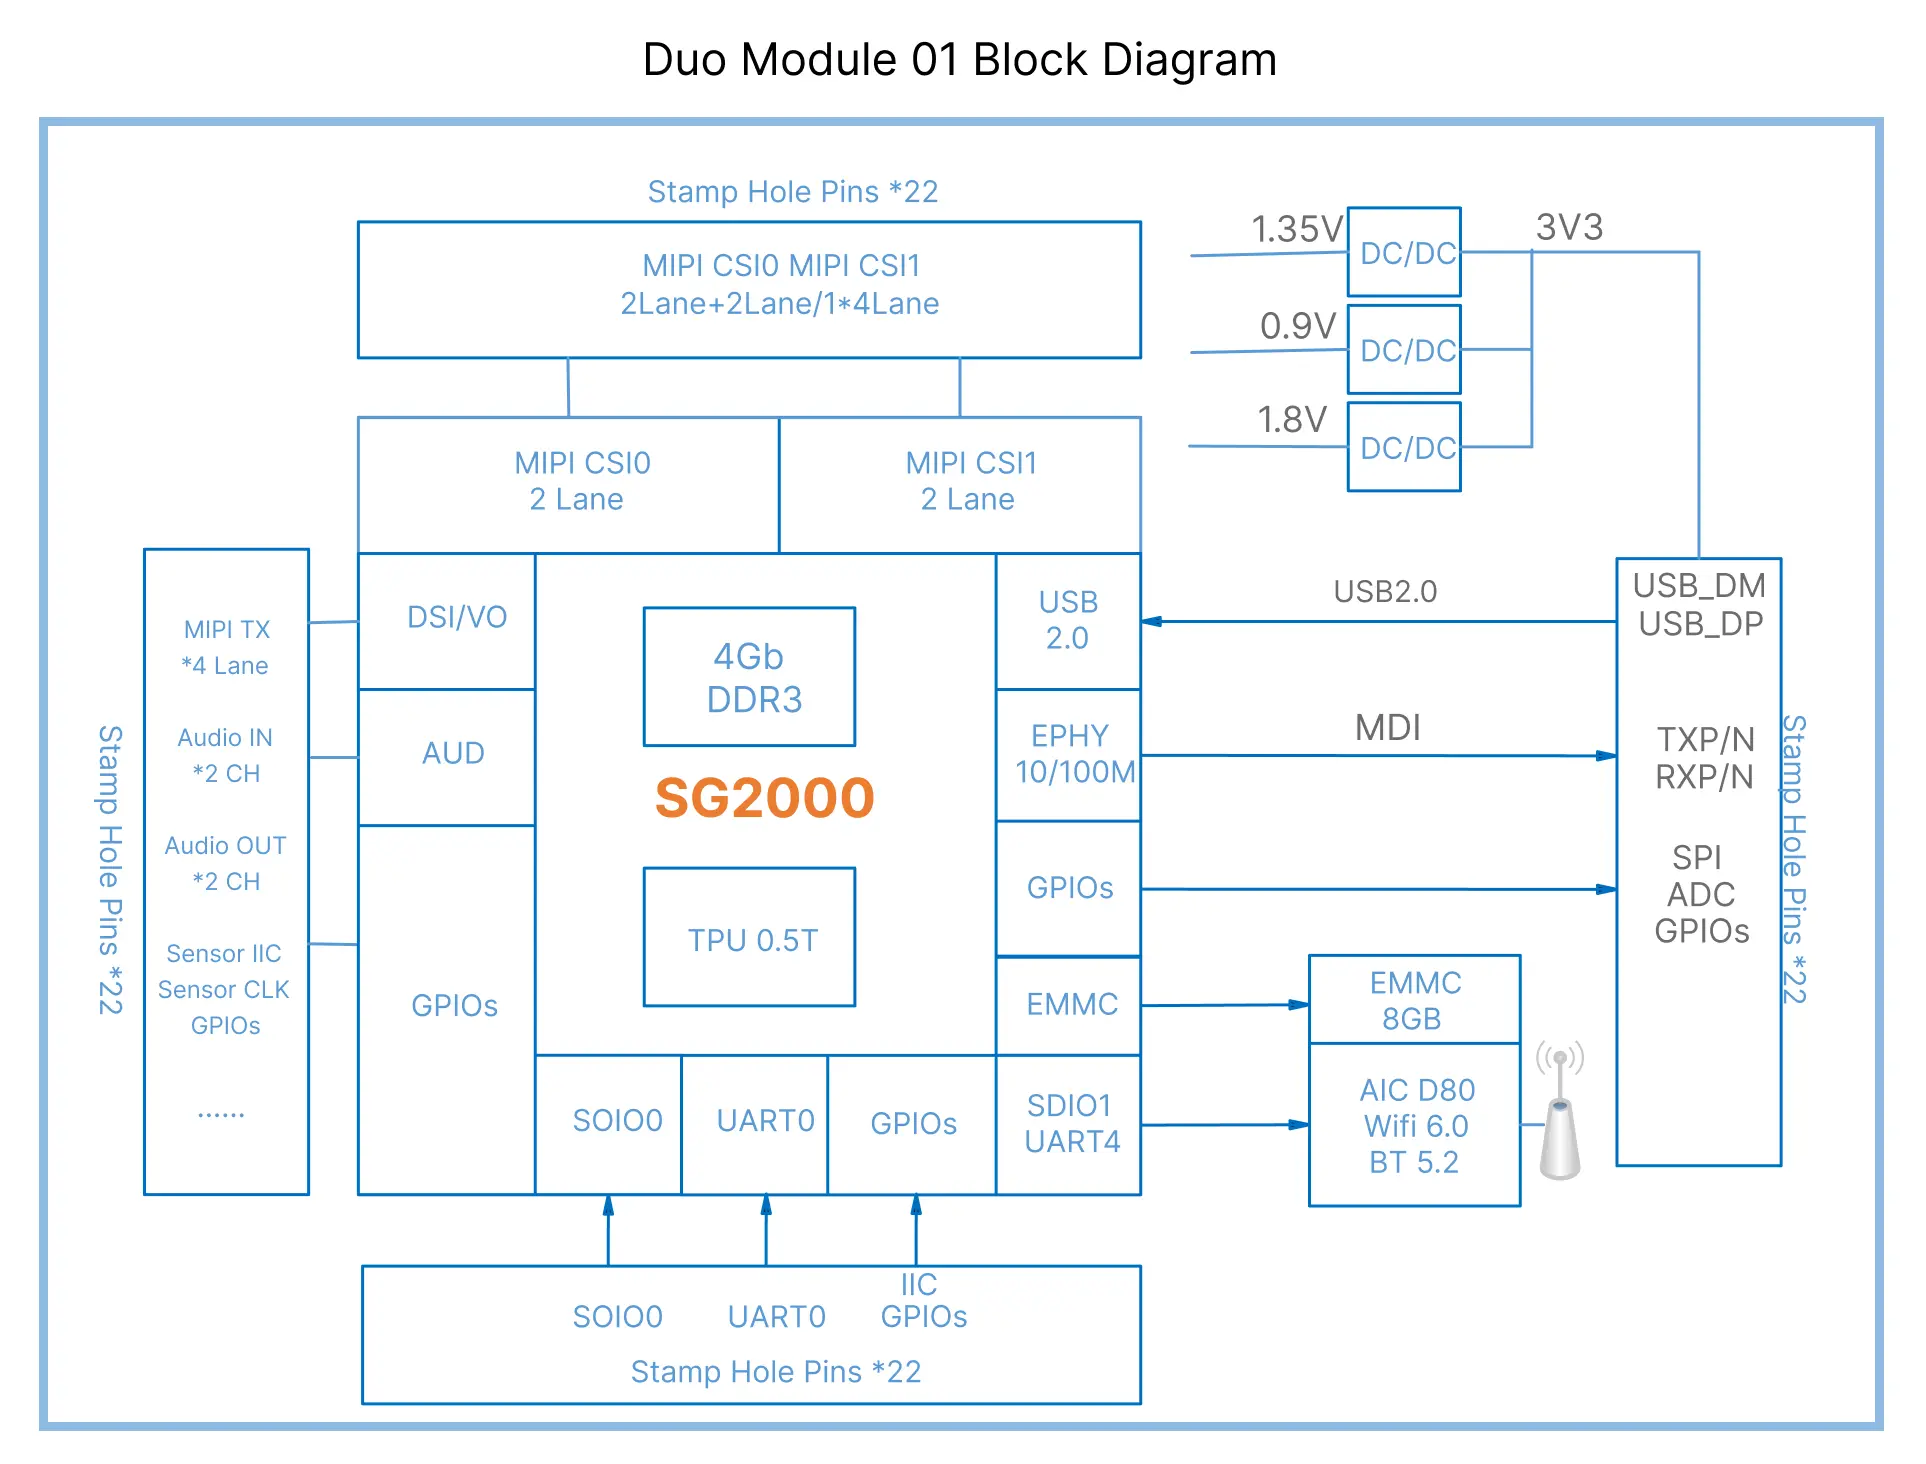 Duo Module 01 Block Diagram
Stamp Hole Pins *22
MIPI CSI0 MIPI CSI1
2Lane+2Lane/1*4Lane
1.35V
DC/DC
3V3
0.9V
DC/DC
1.8V
DC/DC
MIPI CSI0
2 Lane
MIPI CSI1
2 Lane
Stamp Hole Pins *22
MIPI TX
*4 Lane
Audio IN
*2 CH
Audio OUT
*2 CH
Sensor IIC
Sensor CLK
GPIOs
......
DSI/VO
AUD
GPIOs
4Gb
DDR3
SG2000
TPU 0.5T
USB
2.0
EPHY
10/100M
GPIOs
EMMC
SDIO1
UART4
SOIO0
UART0
GPIOs
USB2.0
MDI
USB_DM
USB_DP
TXP/N
RXP/N
SPI
ADC
GPIOs
Stamp Hole Pins *22
EMMC
8GB
AIC D80
Wifi 6.0
BT 5.2
IIC
SOIO0 UART0 GPIOs
Stamp Hole Pins *22